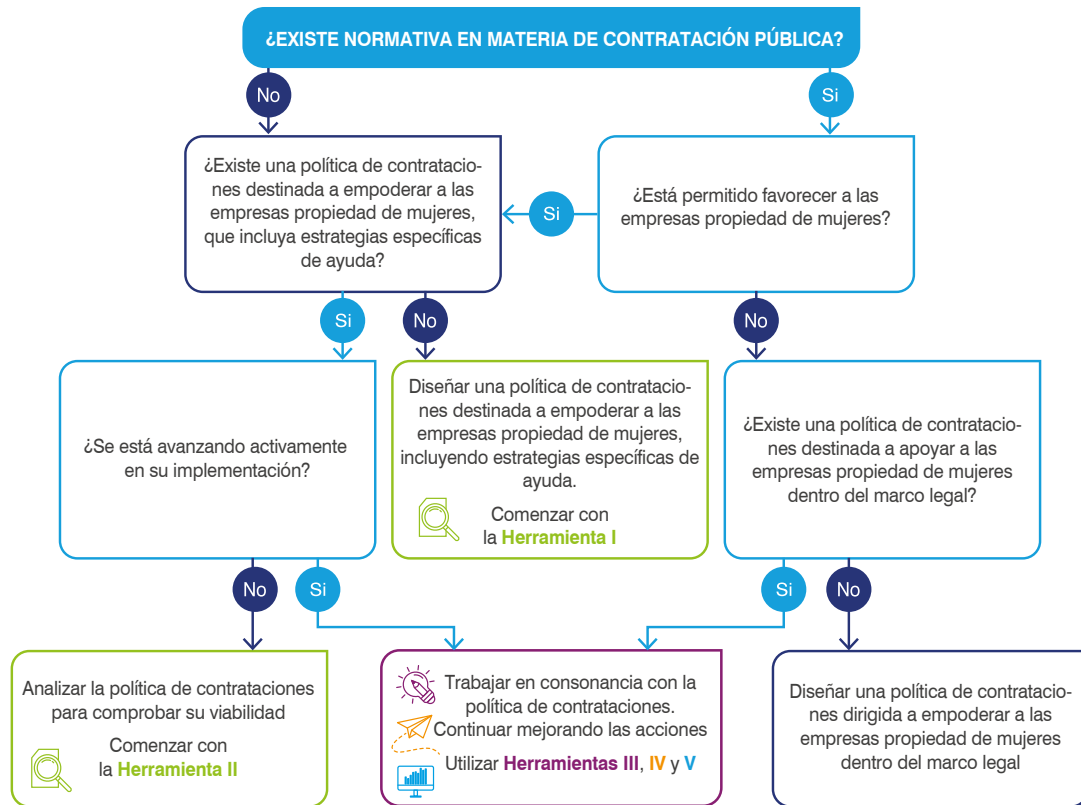 ¿EXISTE NORMATIVA EN MATERIA DE CONTRATACIÓN PÚBLICA?
No
Si
¿Existe una política de contratacio-
nes destinada a empoderar a las
empresas propiedad de mujeres,
que incluya estrategias específicas
de ayuda?
Si
¿Está permitido favorecer a las
empresas propiedad de mujeres?
Si
No
No
¿Se está avanzando activamente
en su implementación?
Diseñar una política de contratacio-
nes destinada a empoderar a las
empresas propiedad de mujeres,
incluyendo estrategias específicas de
ayuda.
Comenzar con
la Herramienta I
¿Existe una política de contratacio-
nes destinada a apoyar a las
empresas propiedad de mujeres
dentro del marco legal?
No
Si
Si
No
Analizar la política de contrataciones
para comprobar su viabilidad
Comenzar con
la Herramienta II
Trabajar en consonancia con la
política de contrataciones.
Continuar mejorando las acciones
Utilizar Herramientas III, IV y V
Diseñar una política de contratacio-
nes dirigida a empoderar a las
empresas propiedad de mujeres
dentro del marco legal